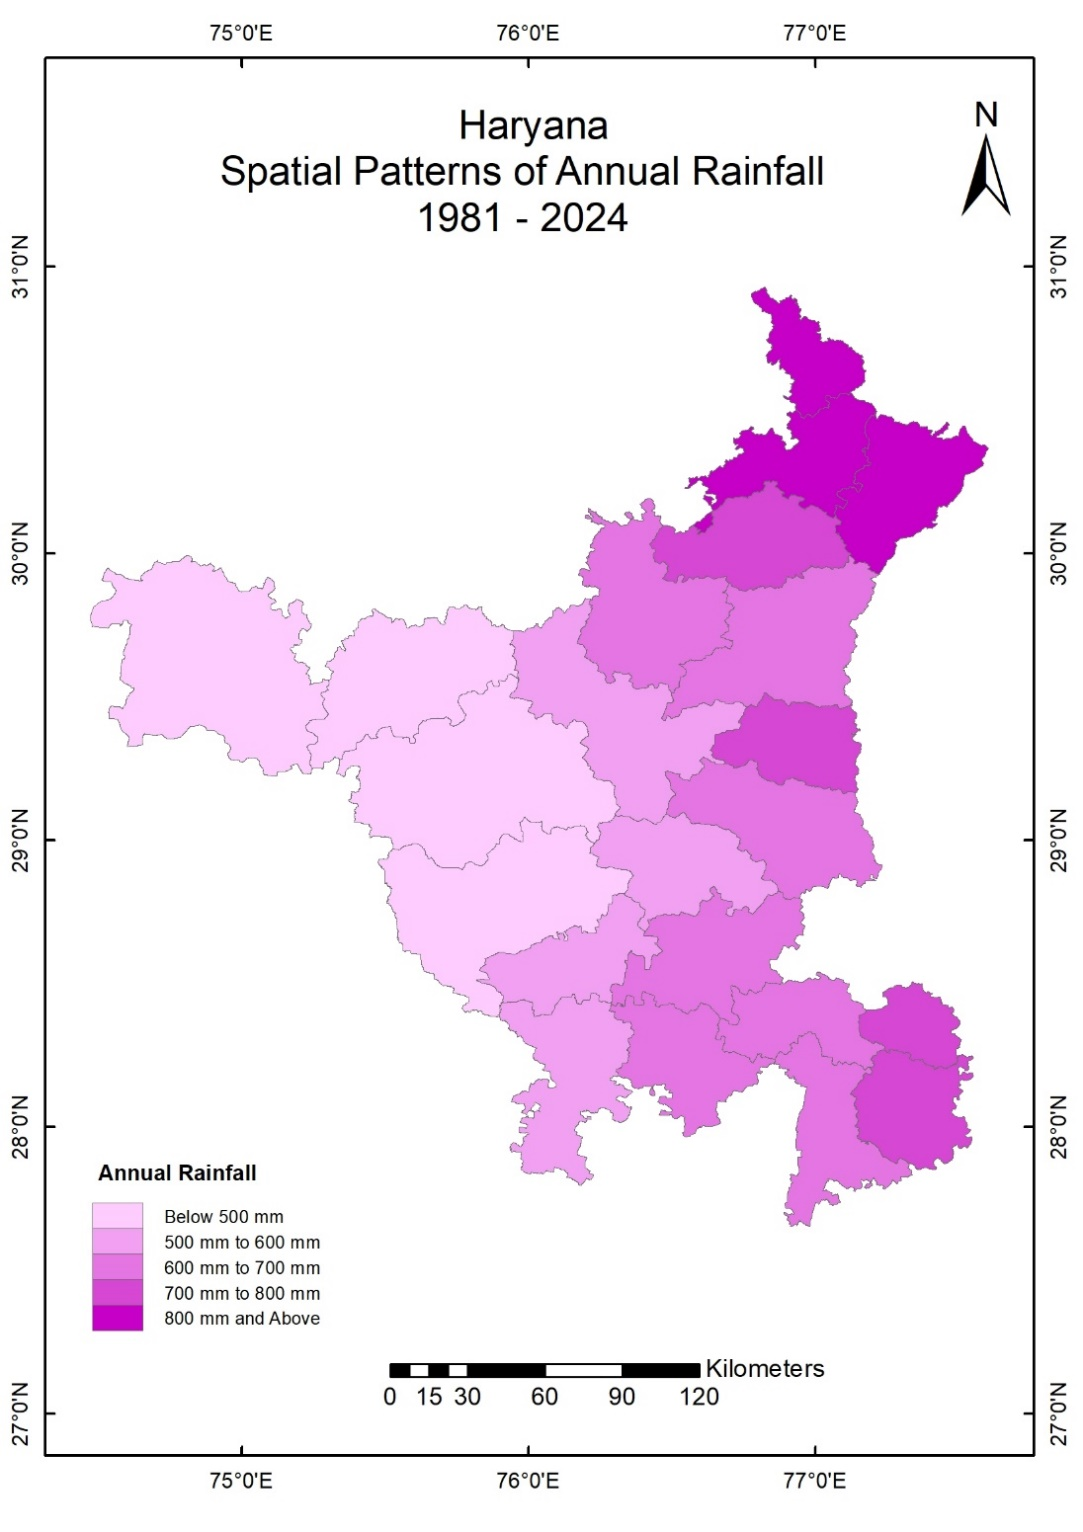 75°0'E 76°0'E 77°0'E
N
Haryana
Spatial Patterns of Annual Rainfall
1981 - 2024
31°0'N 31°0'N
30°0'N 30°0'N
29°0'N 29°0'N
28°0'N 28°0'N
Annual Rainfall
Below 500 mm
500 mm to 600 mm
600 mm to 700 mm
700 mm to 800 mm
800 mm and Above
Kilometers
0 15 30 60 90 120
27°0'N 27°0'N
75°0'E 76°0'E 77°0'E